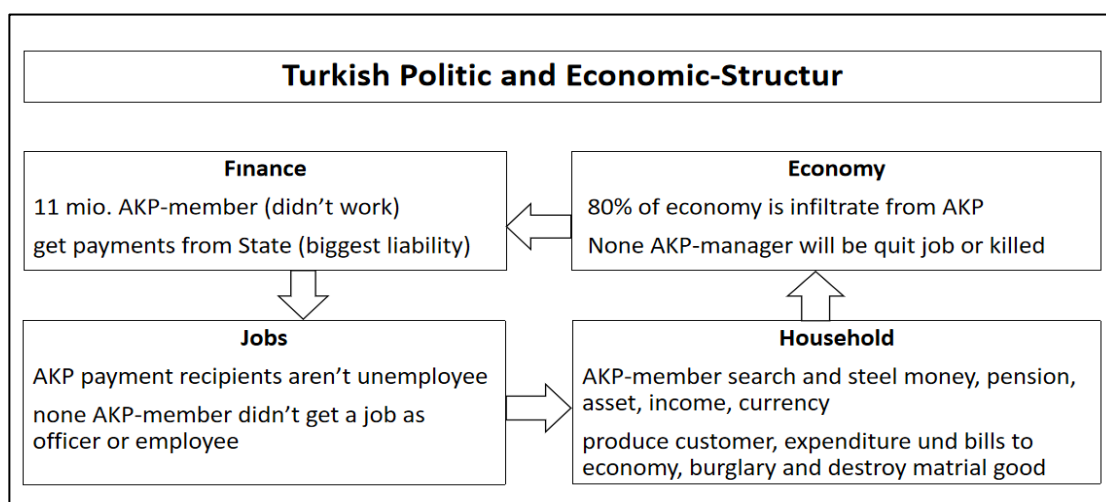 Turkish Politic and Economic-Structur
Finance
11 mio. AKP-member (didn't work)
get payments from State (biggest liability)
Economy
80% of economy is infiltrate from AKP
None AKP-manager will be quit job or killed
Jobs
AKP payment recipients aren't unemployee
none AKP-member didn't get a job as
officer or employee
Household
AKP-member search and steel money, pension,
asset, income, currency
produce customer, expenditure und bills to
economy, burglary and destroy matrial good